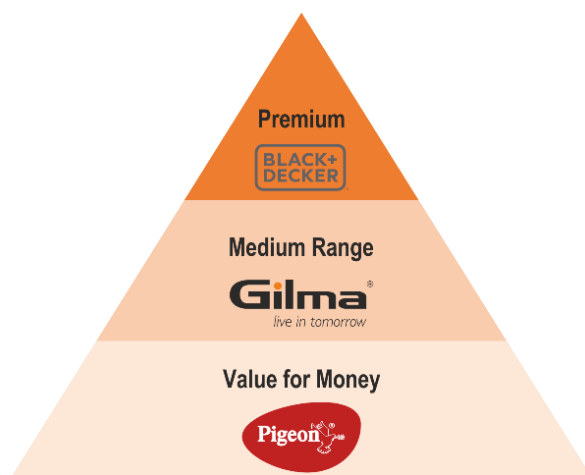 Premium
BLACK+
DECKER
Medium Range
Gilma®
live in tomorrow
Value for Money
Pigeon